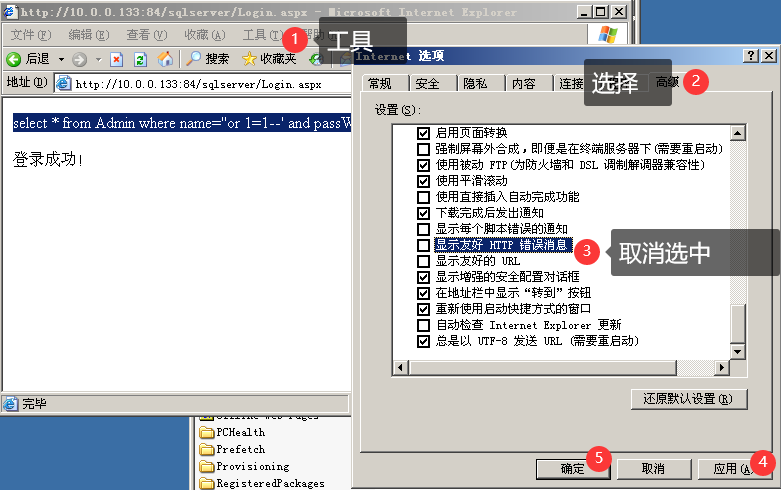 http://10.0.0.133:84/sqlserver/Login.aspx - Microsoft Internet Explorer
文件(F) 编辑(E) 查看(V) 收藏(A) 工具(T)
1 工具
后退 搜索 收藏夹
地址(D) http://10.0.0.133:84/sqlserver/Login.aspx
select * from Admin where name=''or 1=1--' and passW
登录成功!
完毕
PCHealth
Prefetch
Provisioning
RegisteredPackages
Internet 选项
常规 安全 隐私 内容 连接 选择 高级 2
设置(S):
启用页面转换
强制屏幕外合成,即便是在终端服务器下(需要重启动)
使用被动 FTP(为防火墙和 DSL 调制解调器兼容性)
使用平滑滚动
使用直接插入自动完成功能
下载完成后发出通知
显示每个脚本错误的通知
显示友好 HTTP 错误消息 3 取消选中
显示友好的 URL
显示增强的安全配置对话框
在地址栏中显示“转到”按钮
重新使用启动快捷方式的窗口
自动检查 Internet Explorer 更新
总是以 UTF-8 发送 URL (需要重启动)
还原默认设置(R)
确定 5 取消 应用(A) 4